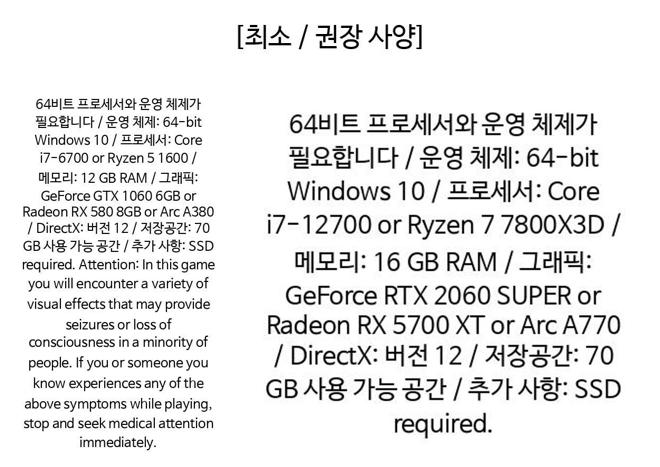 [최소 / 권장 사양]
64비트 프로세서와 운영 체제가
필요합니다 / 운영 체제: 64-bit
Windows 10 / 프로세서: Core
i7-6700 or Ryzen 5 1600 /
메모리: 12 GB RAM / 그래픽:
GeForce GTX 1060 6GB or
Radeon RX 580 8GB or Arc A380
/ DirectX: 버전 12 / 저장공간: 70
GB 사용 가능 공간 / 추가 사항: SSD
required. Attention: In this game
you will encounter a variety of
visual effects that may provide
seizures or loss of
consciousness in a minority of
people. If you or someone you
know experiences any of the
above symptoms while playing,
stop and seek medical attention
immediately.
64비트 프로세서와 운영 체제가
필요합니다 / 운영 체제: 64-bit
Windows 10 / 프로세서: Core
i7-12700 or Ryzen 7 7800X3D /
메모리: 16 GB RAM / 그래픽:
GeForce RTX 2060 SUPER or
Radeon RX 5700 XT or Arc A770
/ DirectX: 버전 12 / 저장공간: 70
GB 사용 가능 공간 / 추가 사항: SSD
required.